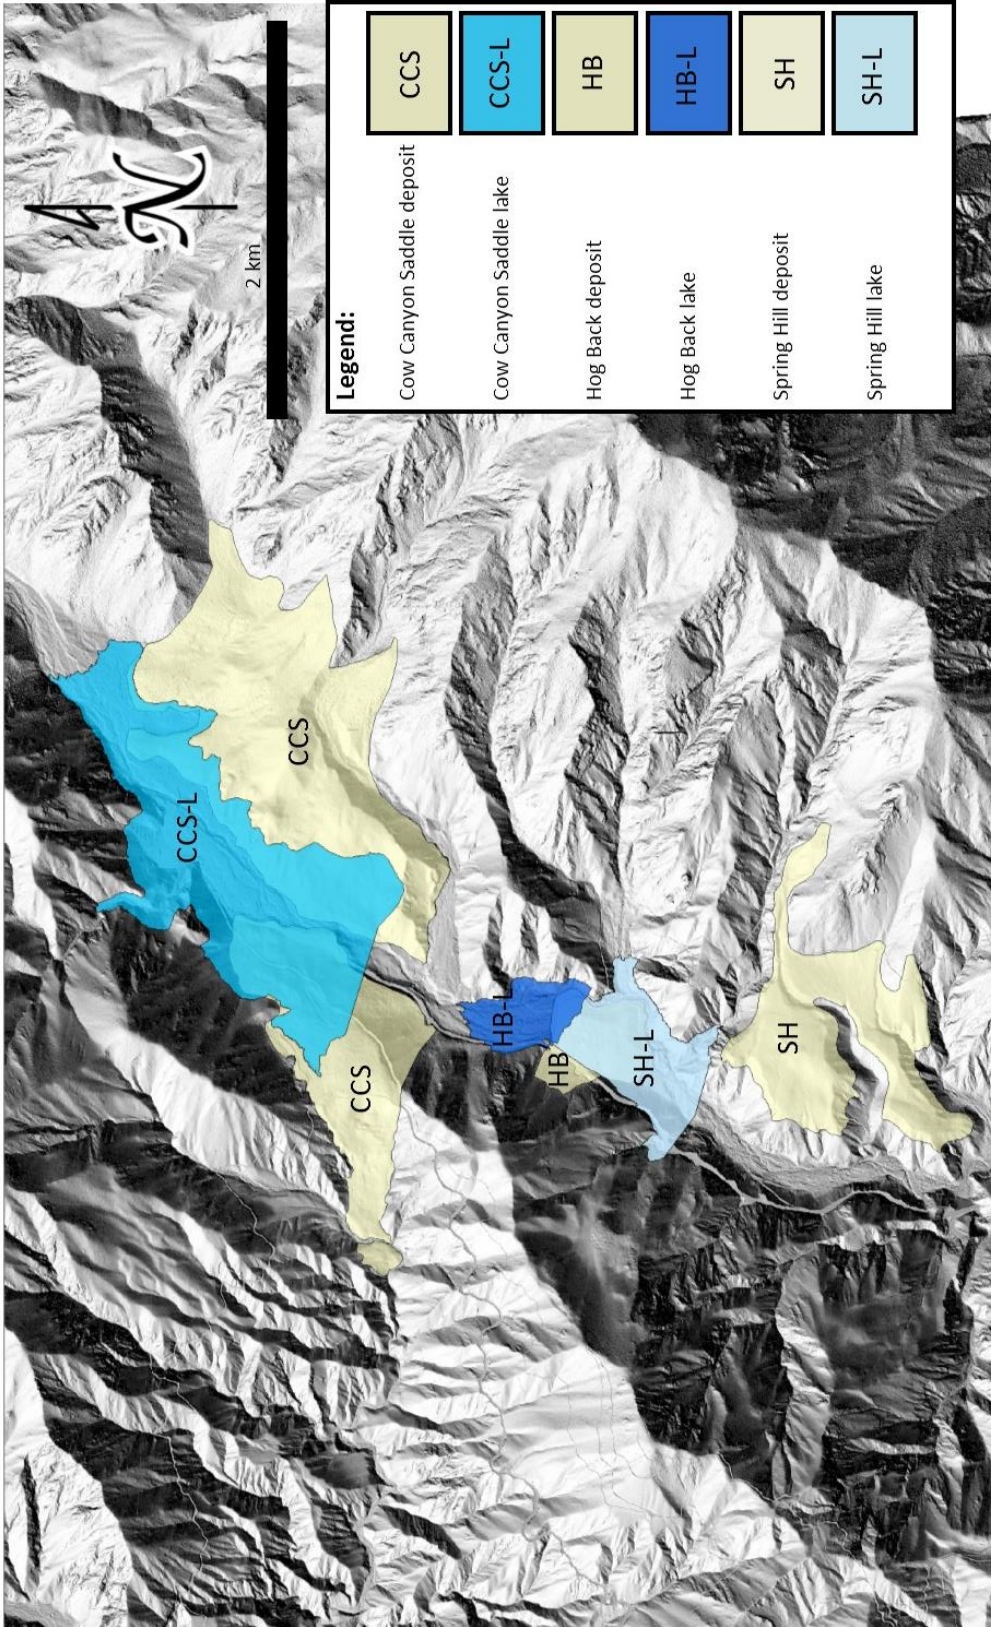 N
2 km
Legend:
Cow Canyon Saddle deposit CCS
Cow Canyon Saddle lake CCS-L
Hog Back deposit HB
Hog Back lake HB-L
Spring Hill deposit SH
Spring Hill lake SH-L
CCS-L
CCS
CCS
HB-L
HB
SH-L
SH